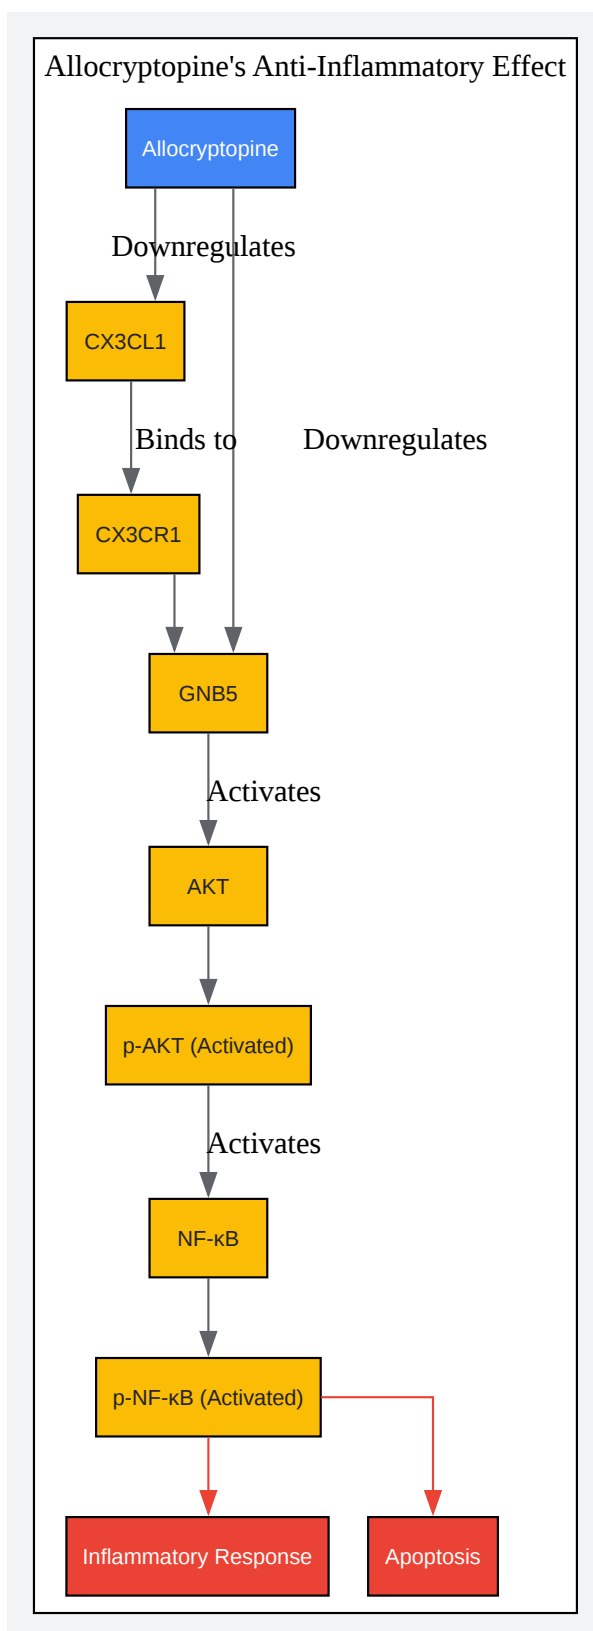 Allocryptopine's Anti-Inflammatory Effect
Allocryptopine
Downregulates
CX3CL1
Binds to
Downregulates
CX3CR1
GNB5
Activates
AKT
p-AKT (Activated)
Activates
NF-κB
p-NF-κB (Activated)
Inflammatory Response
Apoptosis